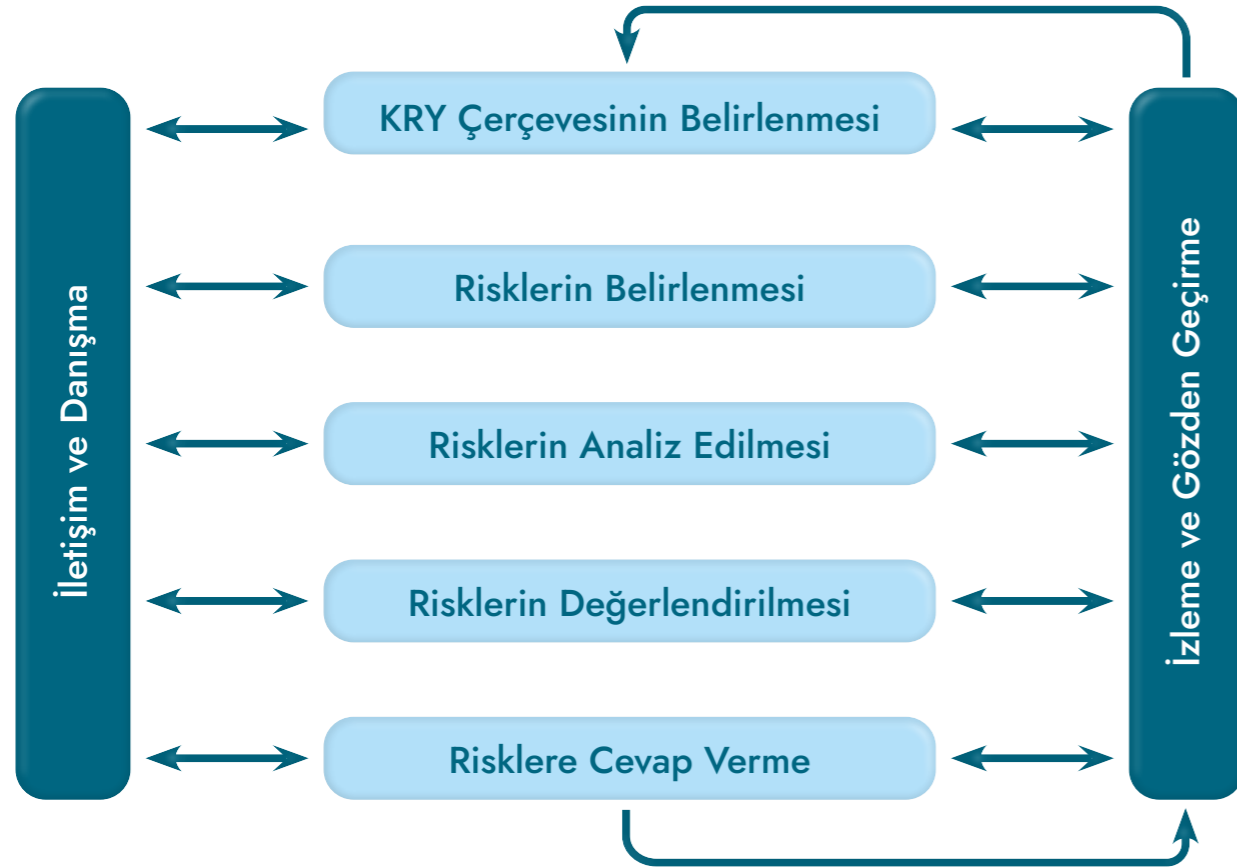 İletişim ve Danışma
KRY Çerçevesinin Belirlenmesi
Risklerin Belirlenmesi
Risklerin Analiz Edilmesi
Risklerin Değerlendirilmesi
Risklere Cevap Verme
İzleme ve Gözden Geçirme